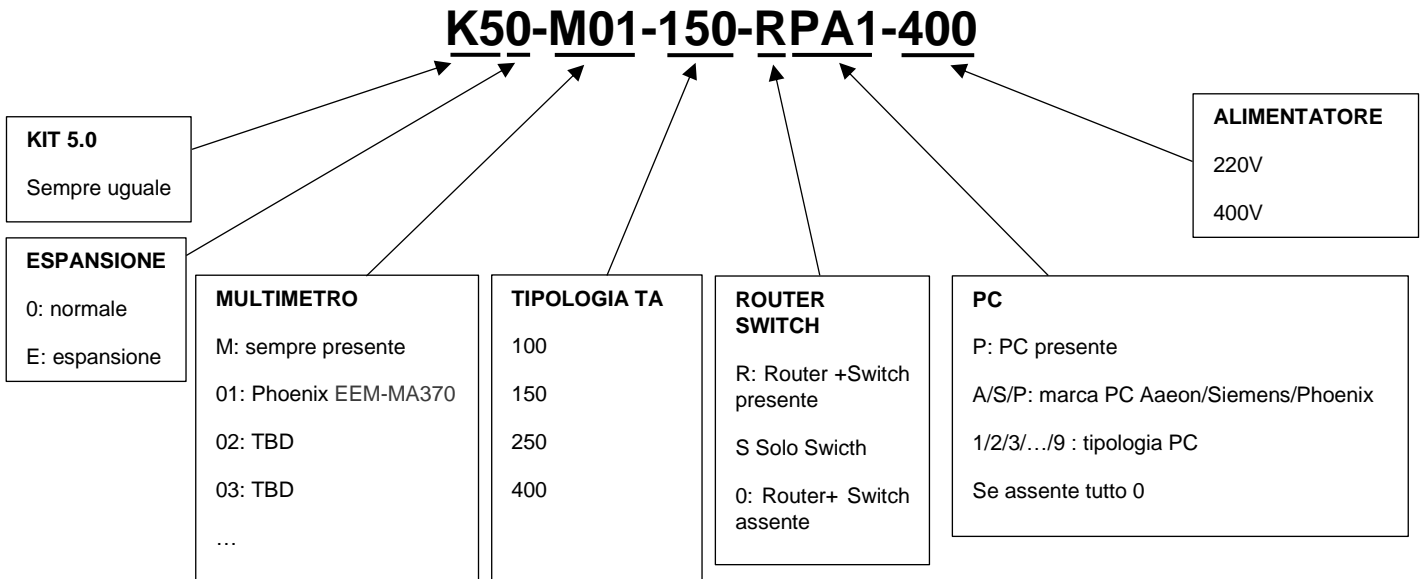 K50-M01-150-RPA1-400
KIT 5.0
Sempre uguale
ESPANSIONE
0: normale
E: espansione
MULTIMETRO
M: sempre presente
01: Phoenix EEM-MA370
02: TBD
03: TBD
…
TIPOLOGIA TA
100
150
250
400
ROUTER
SWITCH
R: Router +Switch
presente
S Solo Swicth
0: Router+ Switch
assente
PC
P: PC presente
A/S/P: marca PC Aaeon/Siemens/Phoenix
1/2/3/…/9 : tipologia PC
Se assente tutto 0
ALIMENTATORE
220V
400V